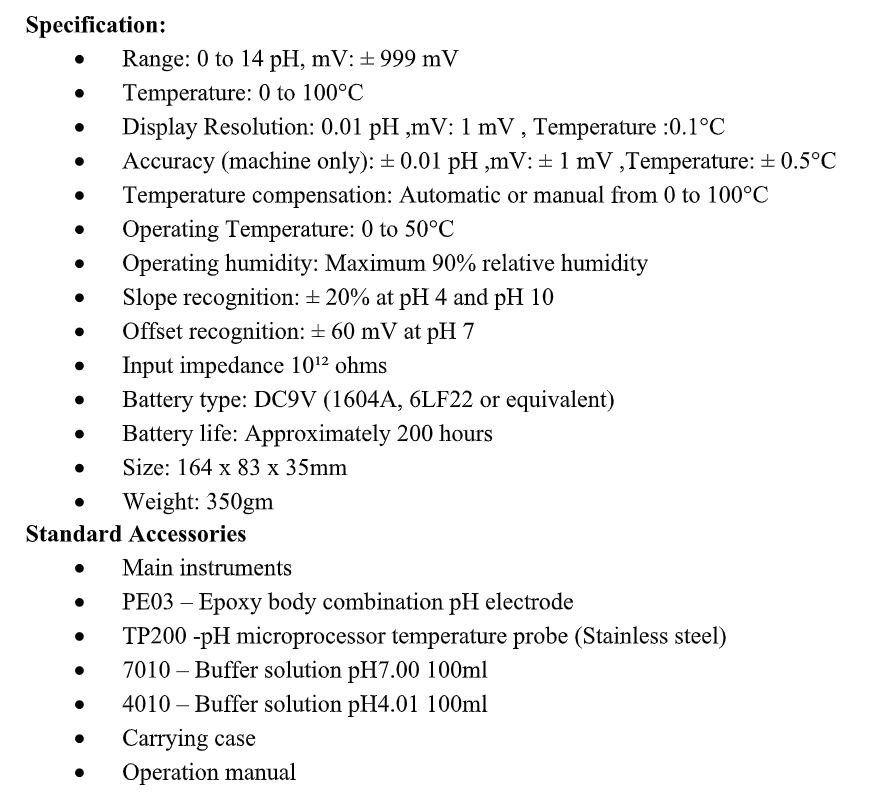 Specification:
• Range: 0 to 14 pH, mV: ± 999 mV
• Temperature: 0 to 100°C
• Display Resolution: 0.01 pH ,mV: 1 mV , Temperature :0.1°C
• Accuracy (machine only): ± 0.01 pH ,mV: ± 1 mV ,Temperature: ± 0.5°C
• Temperature compensation: Automatic or manual from 0 to 100°C
• Operating Temperature: 0 to 50°C
• Operating humidity: Maximum 90% relative humidity
• Slope recognition: ± 20% at pH 4 and pH 10
• Offset recognition: ± 60 mV at pH 7
• Input impedance 10¹² ohms
• Battery type: DC9V (1604A, 6LF22 or equivalent)
• Battery life: Approximately 200 hours
• Size: 164 x 83 x 35mm
• Weight: 350gm
Standard Accessories
• Main instruments
• PE03 – Epoxy body combination pH electrode
• TP200 -pH microprocessor temperature probe (Stainless steel)
• 7010 – Buffer solution pH7.00 100ml
• 4010 – Buffer solution pH4.01 100ml
• Carrying case
• Operation manual